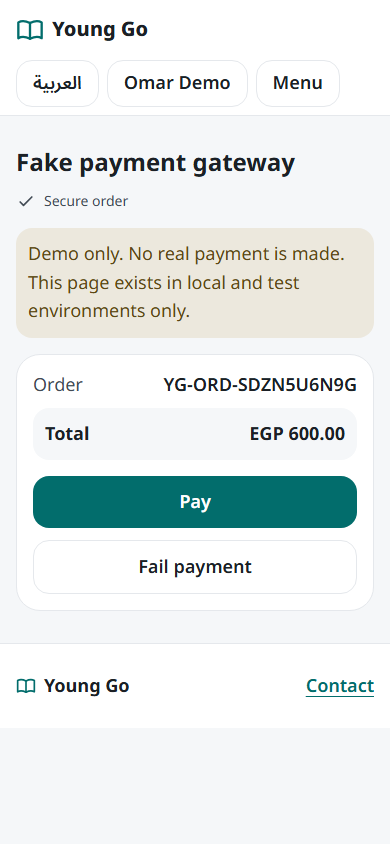 Young Go
العربية
Omar Demo
Menu
Fake payment gateway
Secure order
Demo only. No real payment is made.
This page exists in local and test
environments only.
Order YG-ORD-SDZN5U6N9G
Total EGP 600.00
Pay
Fail payment
Young Go Contact